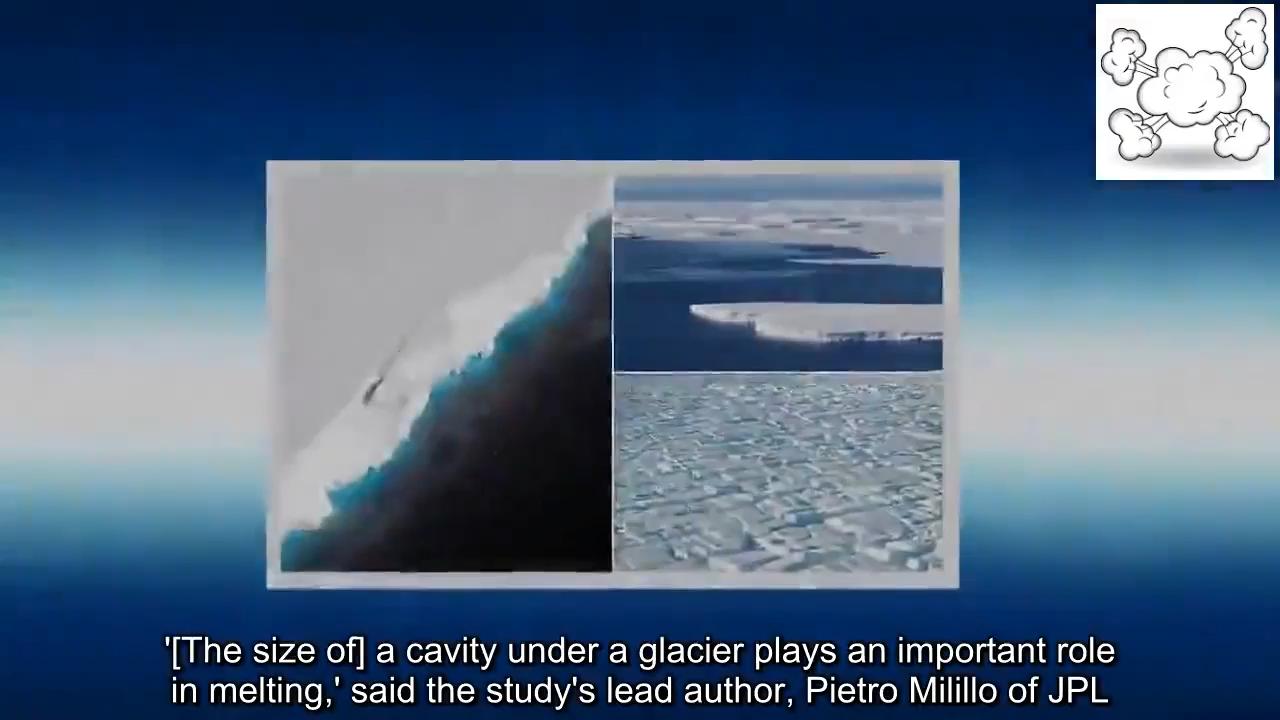 '[The size of] a cavity under a glacier plays an important role
in melting,' said the study's lead author, Pietro Milillo of JPL